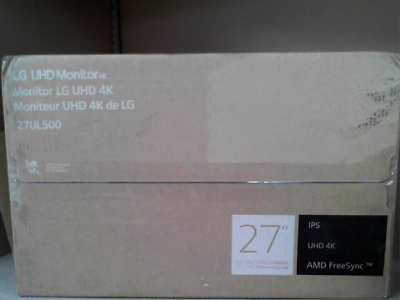 LG UHD Monitor 4K
Monitor LG UHD 4K
Moniteur UHD 4K de LG
27UL500
27"
IPS
UHD 4K
AMD FreeSync™